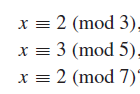 x ≡ 2 (mod 3),
x ≡ 3 (mod 5),
x ≡ 2 (mod 7)